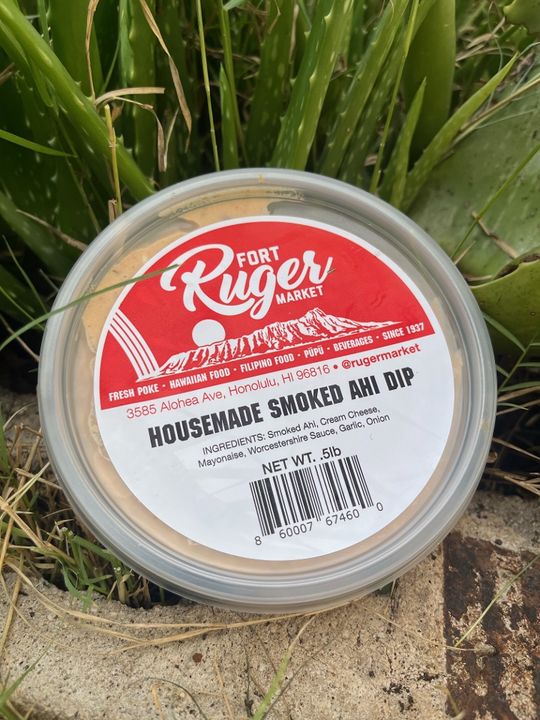 FORT
Ruger
MARKET
FRESH POKE • HAWAIIAN FOOD • FILIPINO FOOD • PŪPŪ • BEVERAGES • SINCE 1937
3585 Alohea Ave, Honolulu, HI 96816 • @rugermarket
HOUSEMADE SMOKED AHI DIP
INGREDIENTS: Smoked Ahi, Cream Cheese,
Mayonaise, Worcestershire Sauce, Garlic, Onion
NET WT. .5lb
8 60007 67460 0